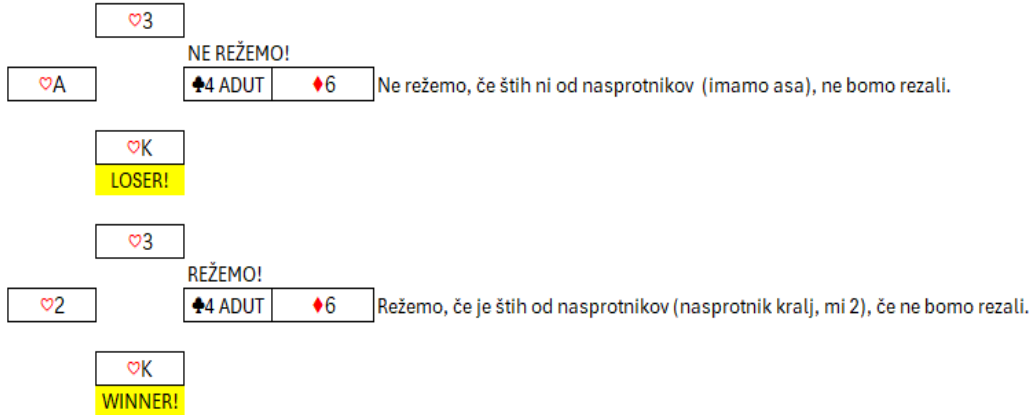 ♡3
NE REŽEMO!
♡A ♣4 ADUT ♦6 Ne režemo, če štih ni od nasprotnikov (imamo asa), ne bomo rezali.
♡K
LOSER!
♡3
REŽEMO!
♡2 ♣4 ADUT ♦6 Režemo, če je štih od nasprotnikov (nasprotnik kralj, mi 2), če ne bomo rezali.
♡K
WINNER!